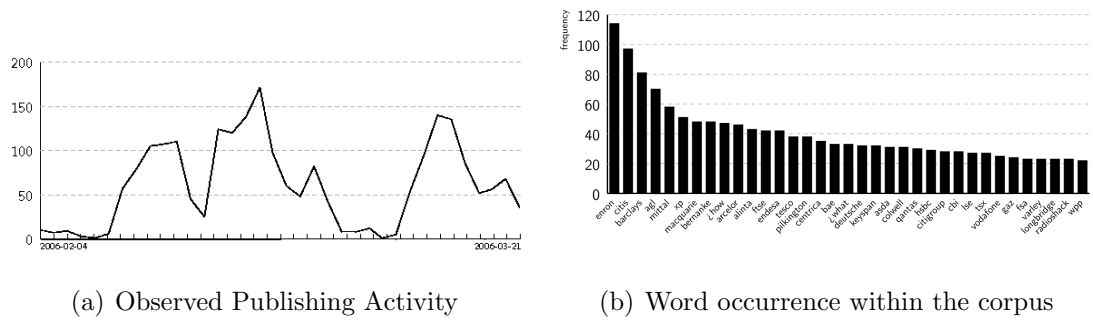 200
150
100
50
0
2006-02-04
2006-03-21
(a) Observed Publishing Activity
frequency
120
100
80
60
40
20
0
enron
citis
barclays
agl
mittal
xp
macquarie
bernanke
¿ how
arcelor
alinta
ftse
endesa
tesco
pilkington
centrica
bae
¿ what
deutsche
keyspan
asda
colwell
qantas
hsbc
citigroup
cbi
lse
tsx
vodafone
gaz
fsa
varley
longbridge
radioshack
wpp
(b) Word occurrence within the corpus